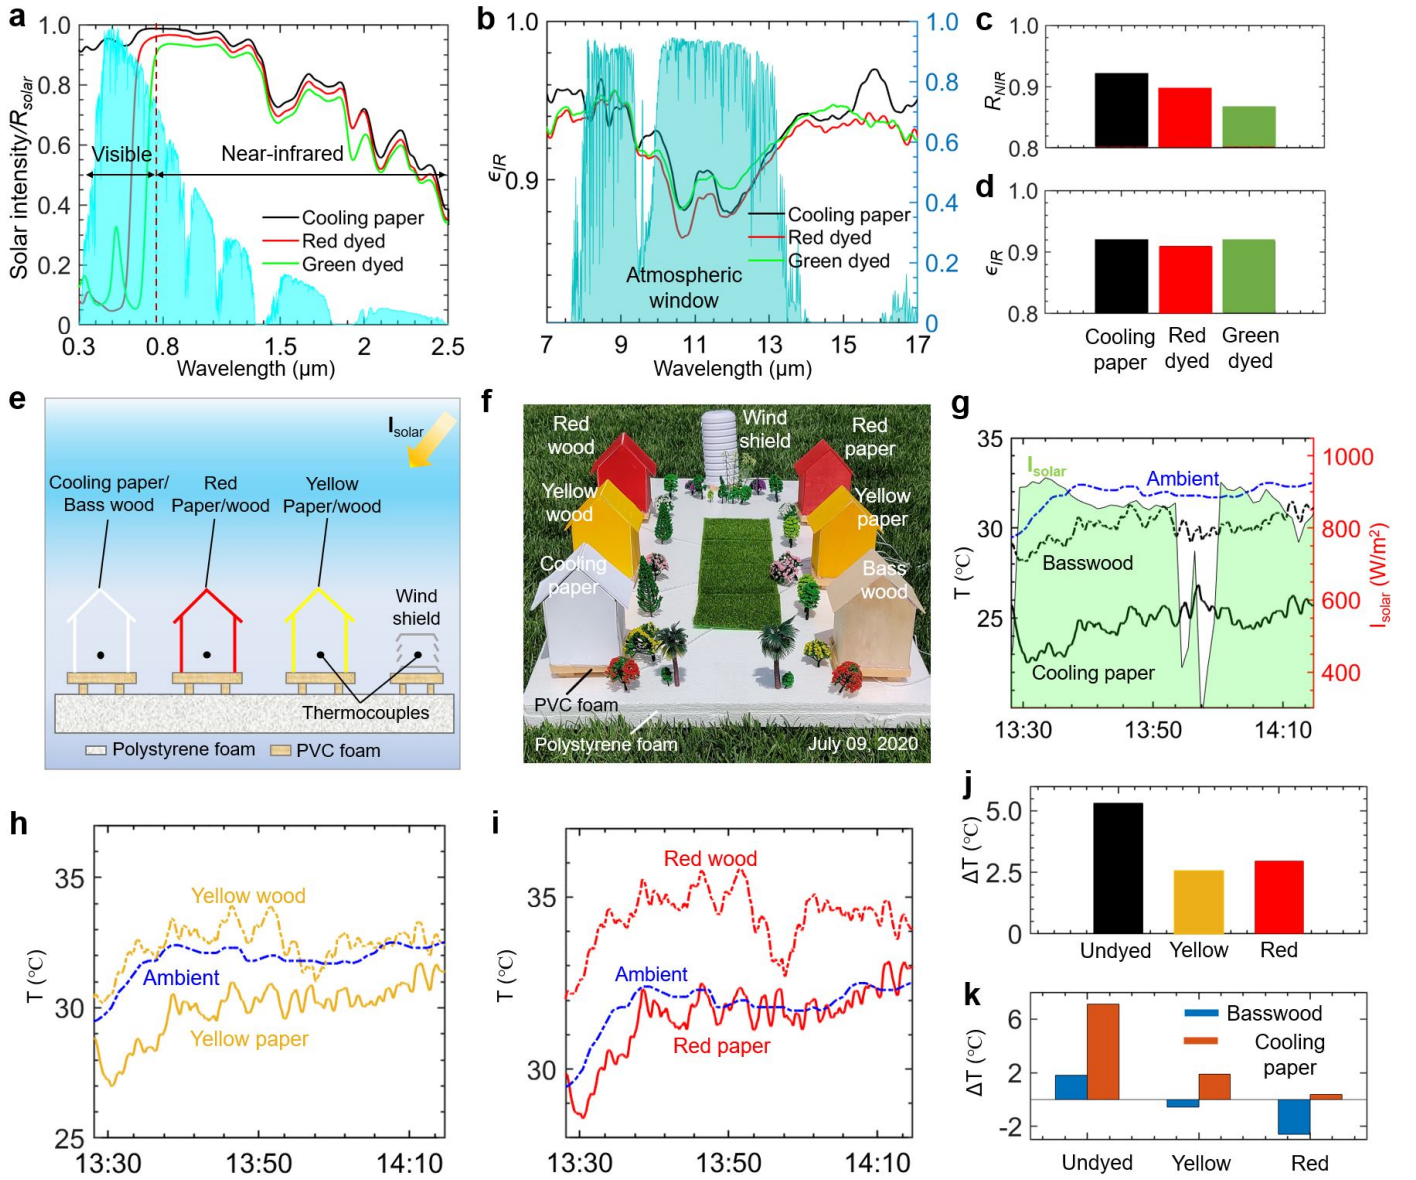 a
Solar intensity/R_solar
1.0
0.8
0.6
0.4
0.2
0
Visible
Near-infrared
Cooling paper
Red dyed
Green dyed
0.3
0.8
1.4
2
2.5
Wavelength (μm)
b
ϵ_IR
1.0
0.9
1.0
0.8
0.6
0.4
0.2
0
Cooling paper
Red dyed
Green dyed
Atmospheric
window
7
9
11
13
15
17
Wavelength (μm)
c
R_NIR
1.0
0.9
0.8
d
ϵ_IR
1.0
0.9
0.8
Cooling
paper
Red
dyed
Green
dyed
e
I_solar
Cooling paper/
Bass wood
Red
Paper/wood
Yellow
Paper/wood
Wind
shield
Thermocouples
Polystyrene foam
PVC foam
f
Red
wood
Wind
shield
Red
paper
Yellow
wood
Yellow
paper
Cooling
paper
Bass
wood
PVC foam
Polystyrene foam
July 09, 2020
g
T (°C)
35
30
25
I_solar
Ambient
Basswood
Cooling paper
1000
800
600
400
I_solar (W/m²)
13:30
13:50
14:10
h
T (°C)
35
30
25
Yellow wood
Ambient
Yellow paper
13:30
13:50
14:10
i
T (°C)
35
30
Red wood
Ambient
Red paper
13:30
13:50
14:10
j
ΔT (°C)
5.0
2.5
0
Undyed
Yellow
Red
k
ΔT (°C)
6
2
-2
Basswood
Cooling
paper
Undyed
Yellow
Red